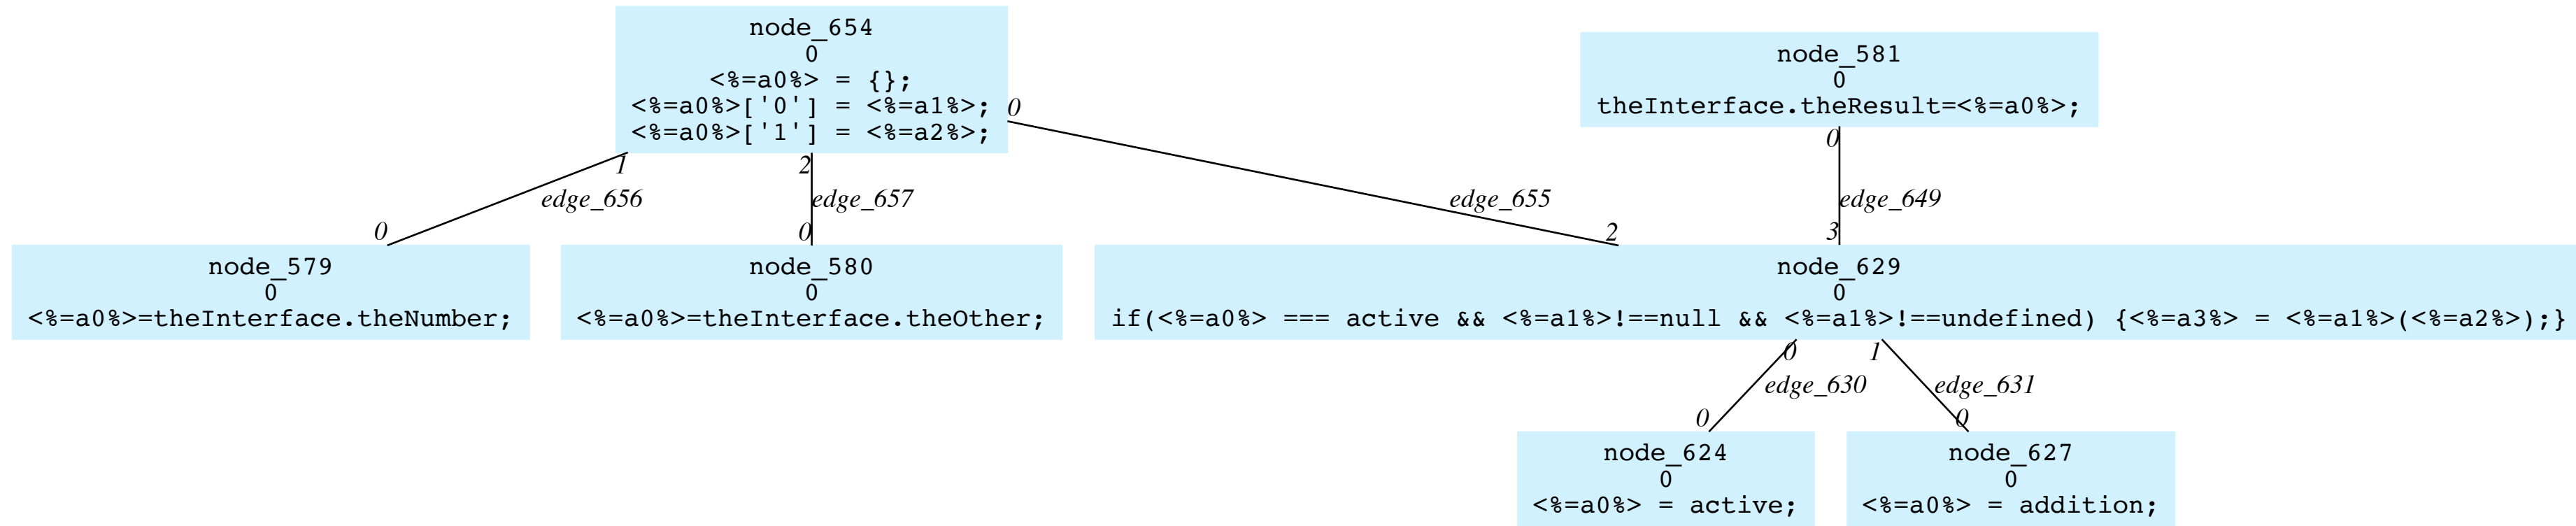 node_654
0
<%=a0%> = {};
<%=a0%>['0'] = <%=a1%>;
<%=a0%>['1'] = <%=a2%>;
node_581
0
theInterface.theResult=<%=a0%>;
0
1
2
0
edge_656
edge_657
edge_655
edge_649
0
0
2
3
node_579
0
<%=a0%>=theInterface.theNumber;
node_580
0
<%=a0%>=theInterface.theOther;
node_629
0
if(<%=a0%> === active && <%=a1%>!==null && <%=a1%>!==undefined) {<%=a3%> = <%=a1%>(<%=a2%>);}
0
1
edge_630
edge_631
0
0
node_624
0
<%=a0%> = active;
node_627
0
<%=a0%> = addition;